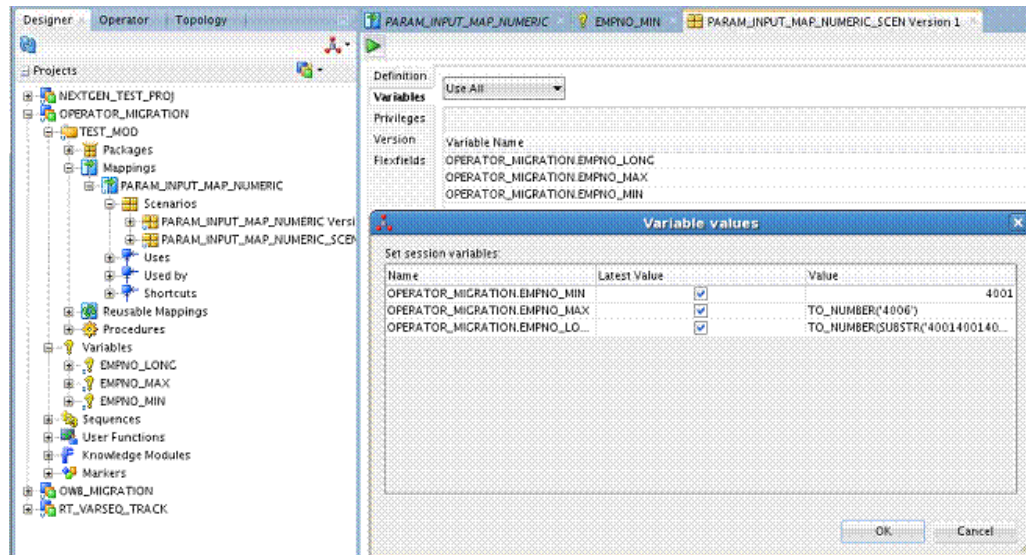 Designer Operator Topology
Projects
NEXTGEN_TEST_PROJ
OPERATOR_MIGRATION
TEST_MOD
Packages
Mappings
PARAM_INPUT_MAP_NUMERIC
Scenarios
PARAM_INPUT_MAP_NUMERIC Versi
PARAM_INPUT_MAP_NUMERIC_SCEN
Uses
Used by
Shortcuts
Reusable Mappings
Procedures
Variables
EMPNO_LONG
EMPNO_MAX
EMPNO_MIN
Sequences
User Functions
Knowledge Modules
Markers
OWB_MIGRATION
RT_VARSEQ_TRACK
PARAM_INPUT_MAP_NUMERIC EMPNO_MIN PARAM_INPUT_MAP_NUMERIC_SCEN Version 1
Definition
Variables
Privileges
Version
Flexfields
Use All
Variable Name
OPERATOR_MIGRATION.EMPNO_LONG
OPERATOR_MIGRATION.EMPNO_MAX
OPERATOR_MIGRATION.EMPNO_MIN
Variable values
Set session variables:
Name Latest Value Value
OPERATOR_MIGRATION.EMPNO_MIN 4001
OPERATOR_MIGRATION.EMPNO_MAX TO_NUMBER('4006')
OPERATOR_MIGRATION.EMPNO_LO... TO_NUMBER(SUBSTR('4001400140...
OK Cancel